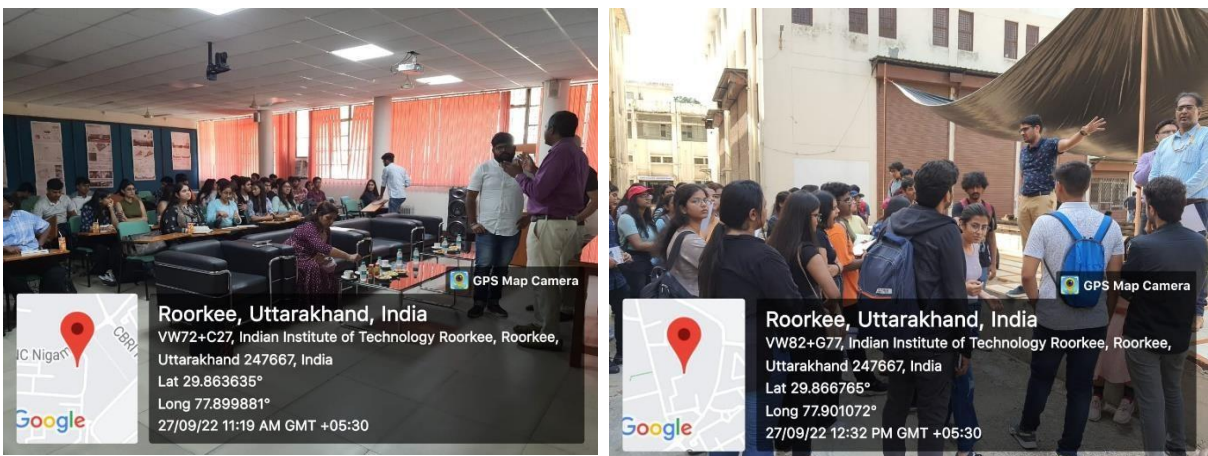 GPS Map Camera
Roorkee, Uttarakhand, India
VW72+C27, Indian Institute of Technology Roorkee, Roorkee,
Uttarakhand 247667, India
Lat 29.863635°
Long 77.899881°
27/09/22 11:19 AM GMT +05:30
NC Nigam
CBRI
Google
GPS Map Camera
Roorkee, Uttarakhand, India
VW82+G77, Indian Institute of Technology Roorkee, Roorkee,
Uttarakhand 247667, India
Lat 29.866765°
Long 77.901072°
27/09/22 12:32 PM GMT +05:30
Google